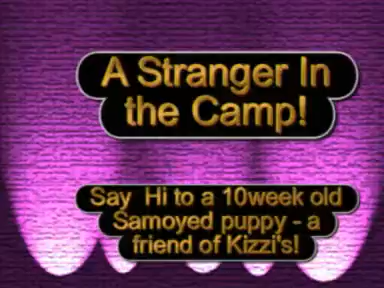 A Stranger In
the Camp!
Say Hi to a 10week old
Samoyed puppy - a
friend of Kizzi's!